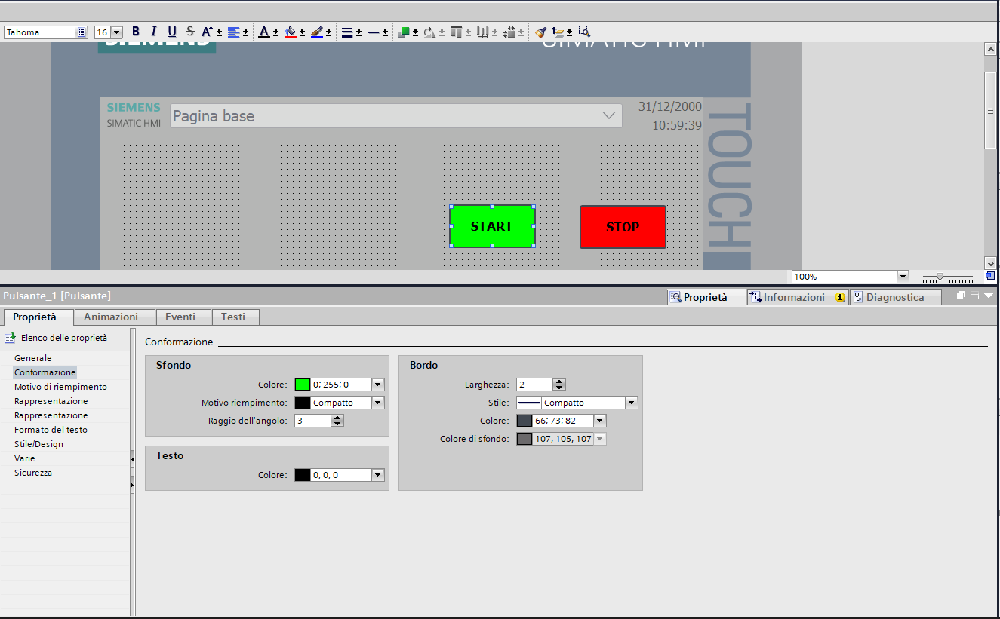 Tahoma 16 B I U S A A
SIEMENS SIMATIC HMI
SIEMENS Pagina base 31/12/2000
SIMATIC HMI 10:59:39
TOUCH
START STOP
100%
Pulsante_1 [Pulsante] Proprietà Informazioni Diagnostica
Proprietà Animazioni Eventi Testi
Elenco delle proprietà
Generale
Conformazione
Motivo di riempimento
Rappresentazione
Rappresentazione
Formato del testo
Stile/Design
Varie
Sicurezza
Conformazione
Sfondo
Colore: 0; 255; 0
Motivo riempimento: Compatto
Raggio dell'angolo: 3
Testo
Colore: 0; 0; 0
Bordo
Larghezza: 2
Stile: Compatto
Colore: 66; 73; 82
Colore di sfondo: 107; 105; 107